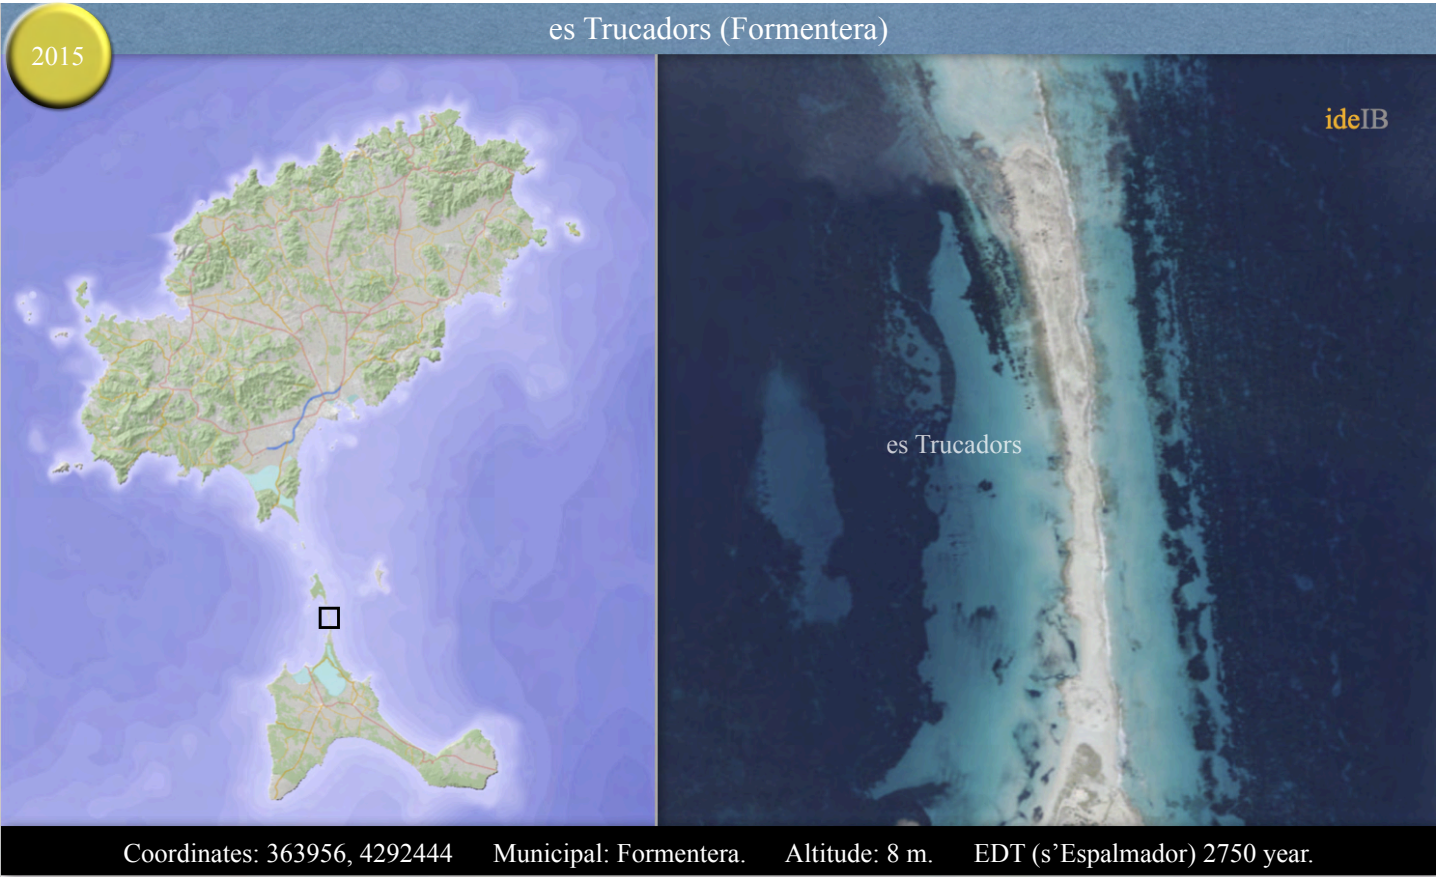 es Trucadors (Formentera)
2015
ideIB
es Trucadors
Coordinates: 363956, 4292444 Municipal: Formentera. Altitude: 8 m. EDT (s’Espalmador) 2750 year.